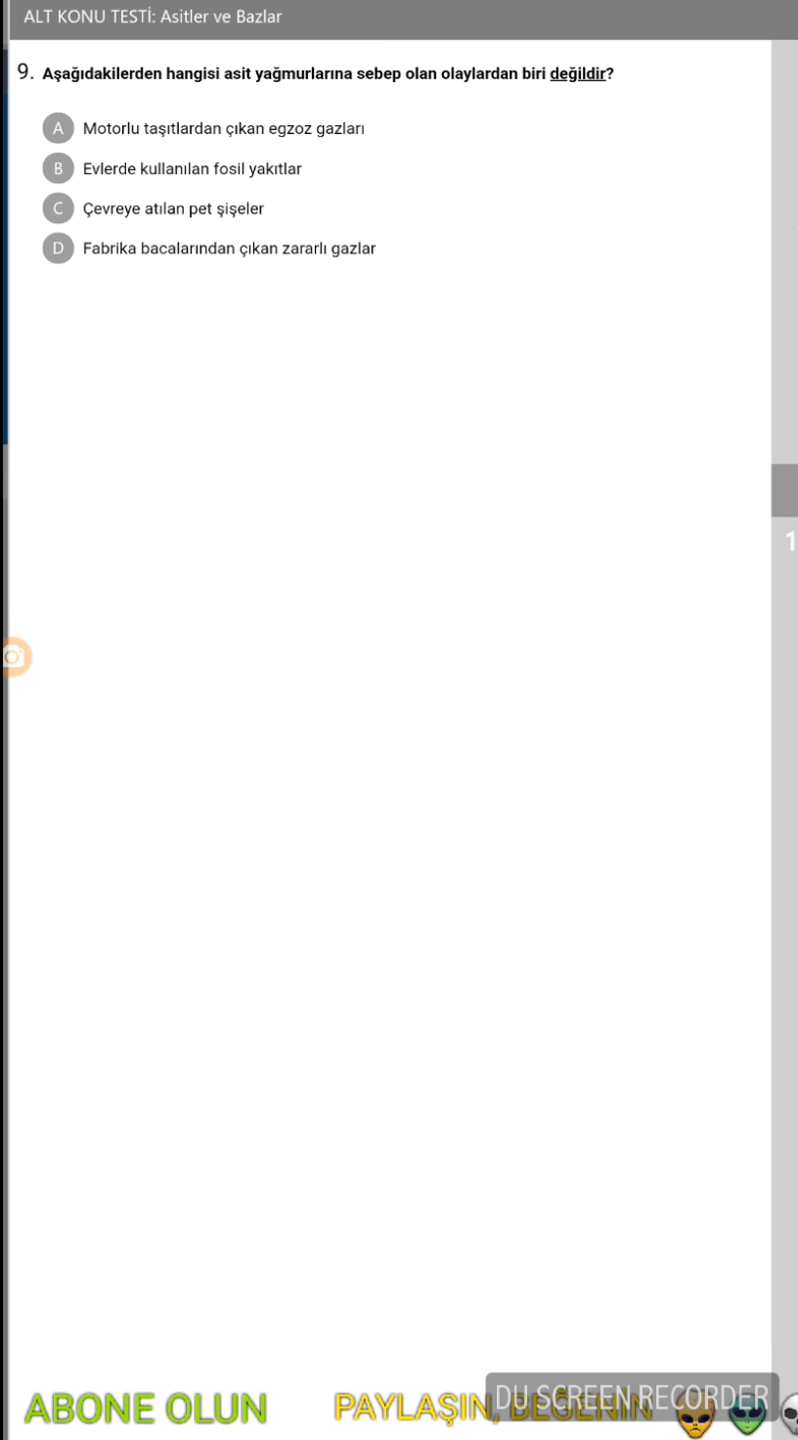 ALT KONU TESTİ: Asitler ve Bazlar
9. Aşağıdakilerden hangisi asit yağmurlarına sebep olan olaylardan biri değildir?
A Motorlu taşıtlardan çıkan egzoz gazları
B Evlerde kullanılan fosil yakıtlar
C Çevreye atılan pet şişeler
D Fabrika bacalarından çıkan zararlı gazlar
1
ABONE OLUN PAYLAŞIN, BEĞENİN
DU SCREEN RECORDER